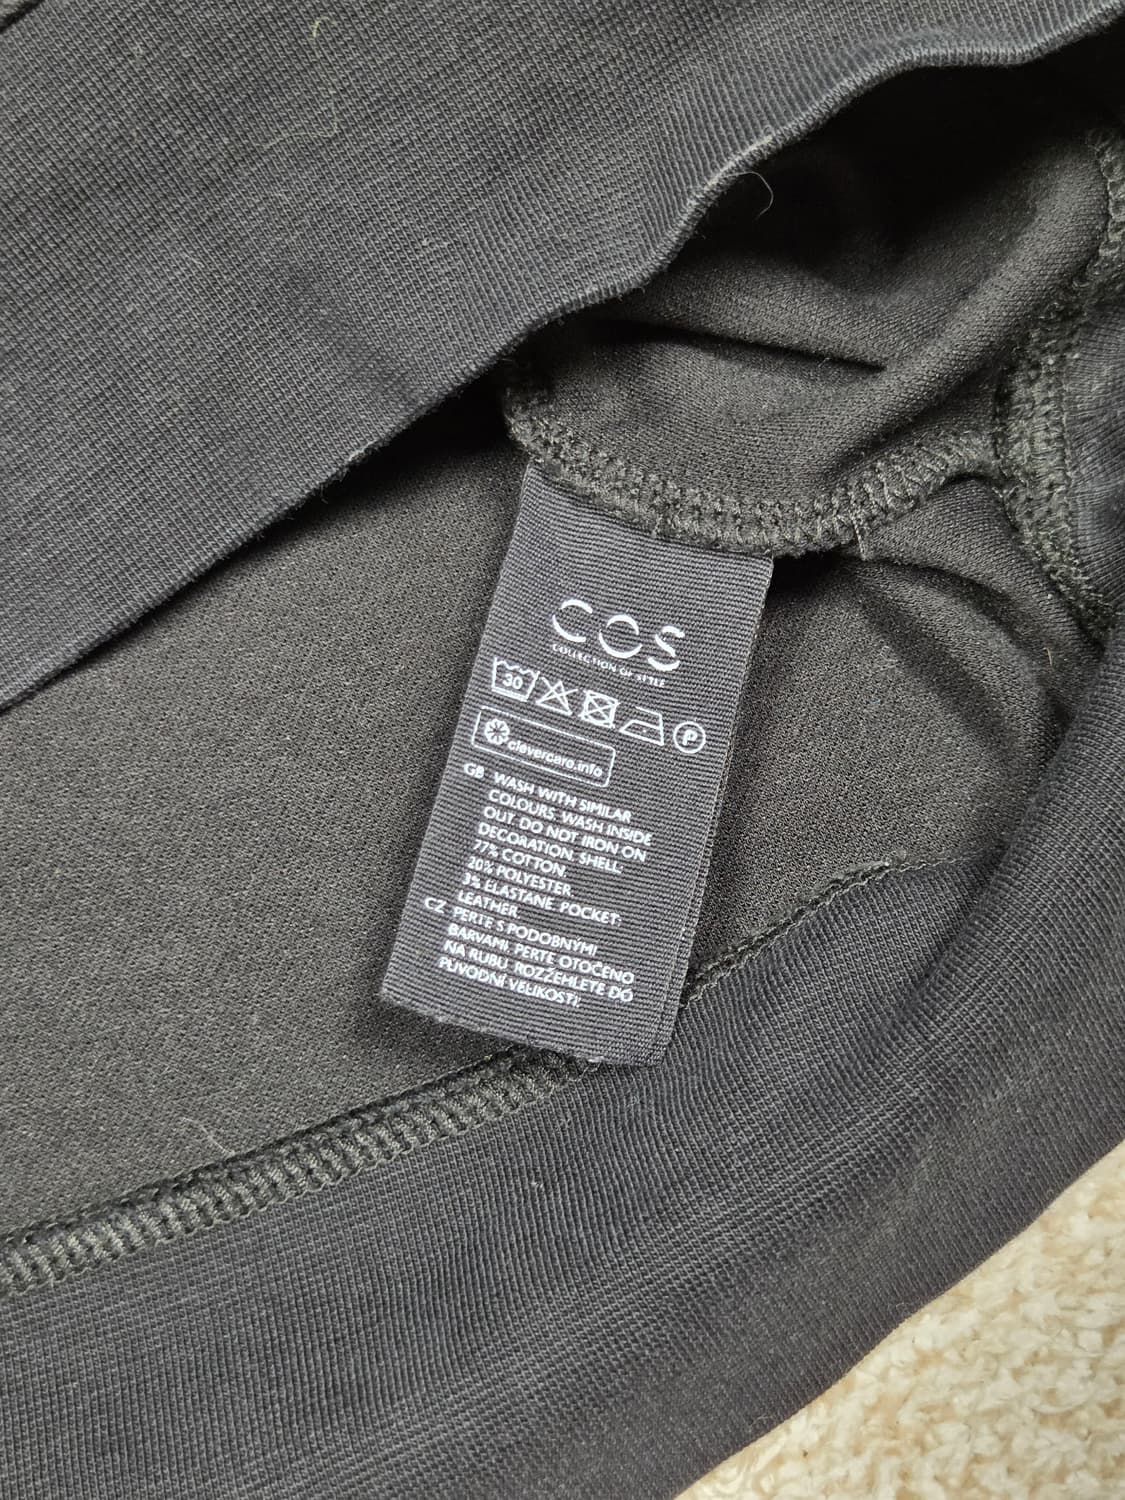 COS
COLLECTION OF STYLE
30
P
clevercare.info
GB WASH WITH SIMILAR
COLOURS. WASH INSIDE
OUT. DO NOT IRON ON
DECORATION. SHELL:
77% COTTON.
20% POLYESTER.
3% ELASTANE. POCKET:
LEATHER.
CZ PERTE S PODOBNÝMI
BARVAMI. PERTE OTOČENO
NA RUBU. ROZŽEHLETE DO
PŮVODNÍ VELIKOSTI.